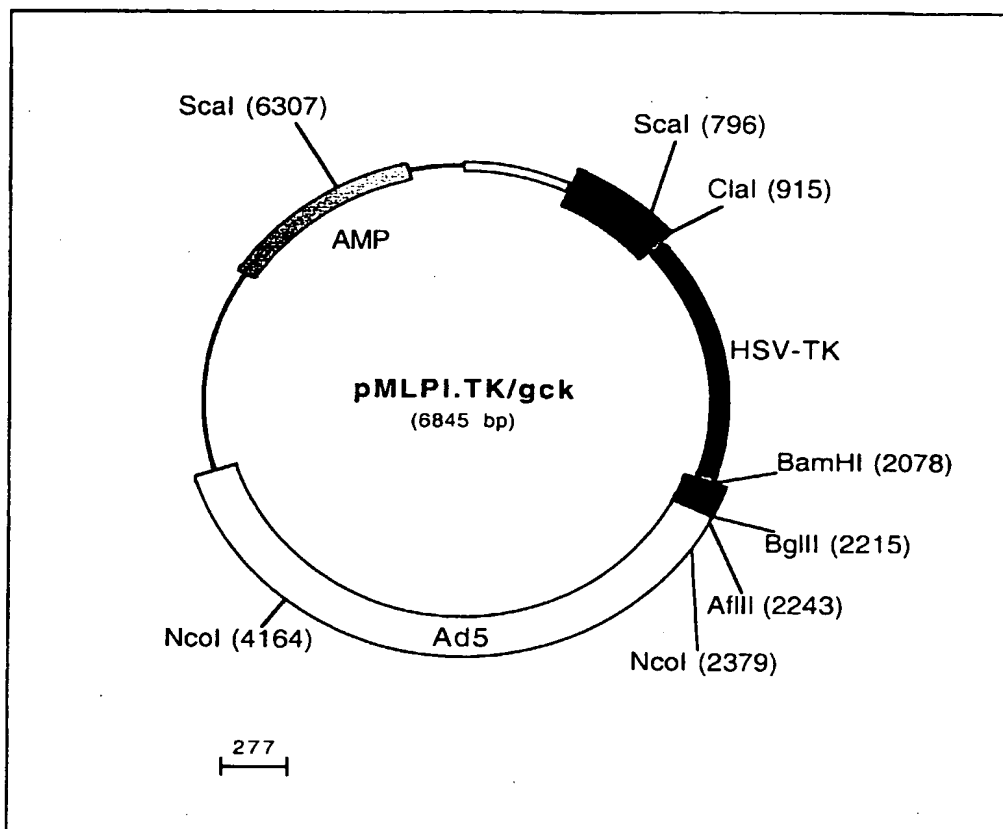 ScaI (6307)
ScaI (796)
ClaI (915)
AMP
HSV-TK
pMLPI.TK/gck
(6845 bp)
BamHI (2078)
BglII (2215)
AflII (2243)
NcoI (4164)
Ad5
NcoI (2379)
277